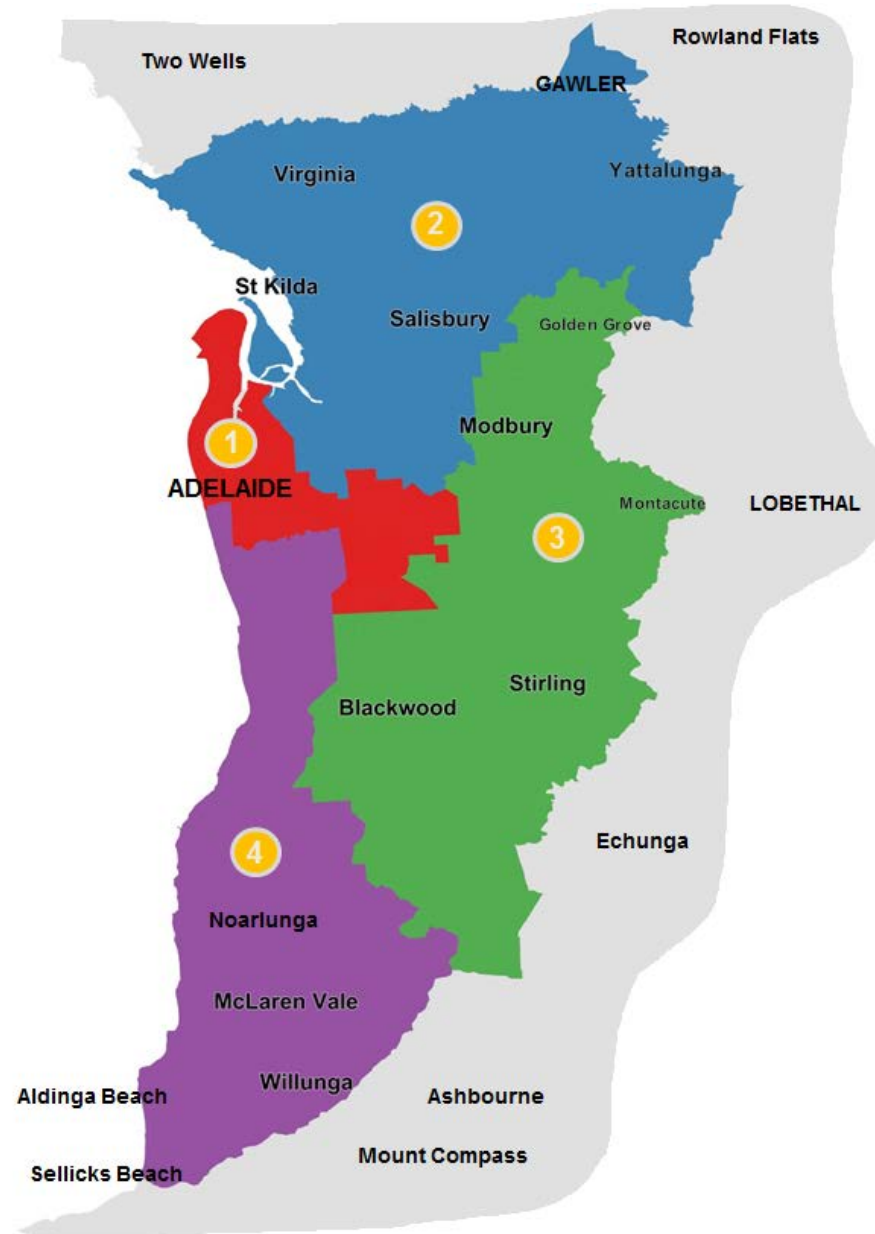 Rowland Flats
Two Wells
GAWLER
Virginia
Yattalunga
2
St Kilda
Salisbury
Golden Grove
Modbury
1
ADELAIDE
Montacute
LOBETHAL
3
Stirling
Blackwood
Echunga
4
Noarlunga
McLaren Vale
Willunga
Aldinga Beach
Ashbourne
Mount Compass
Sellicks Beach